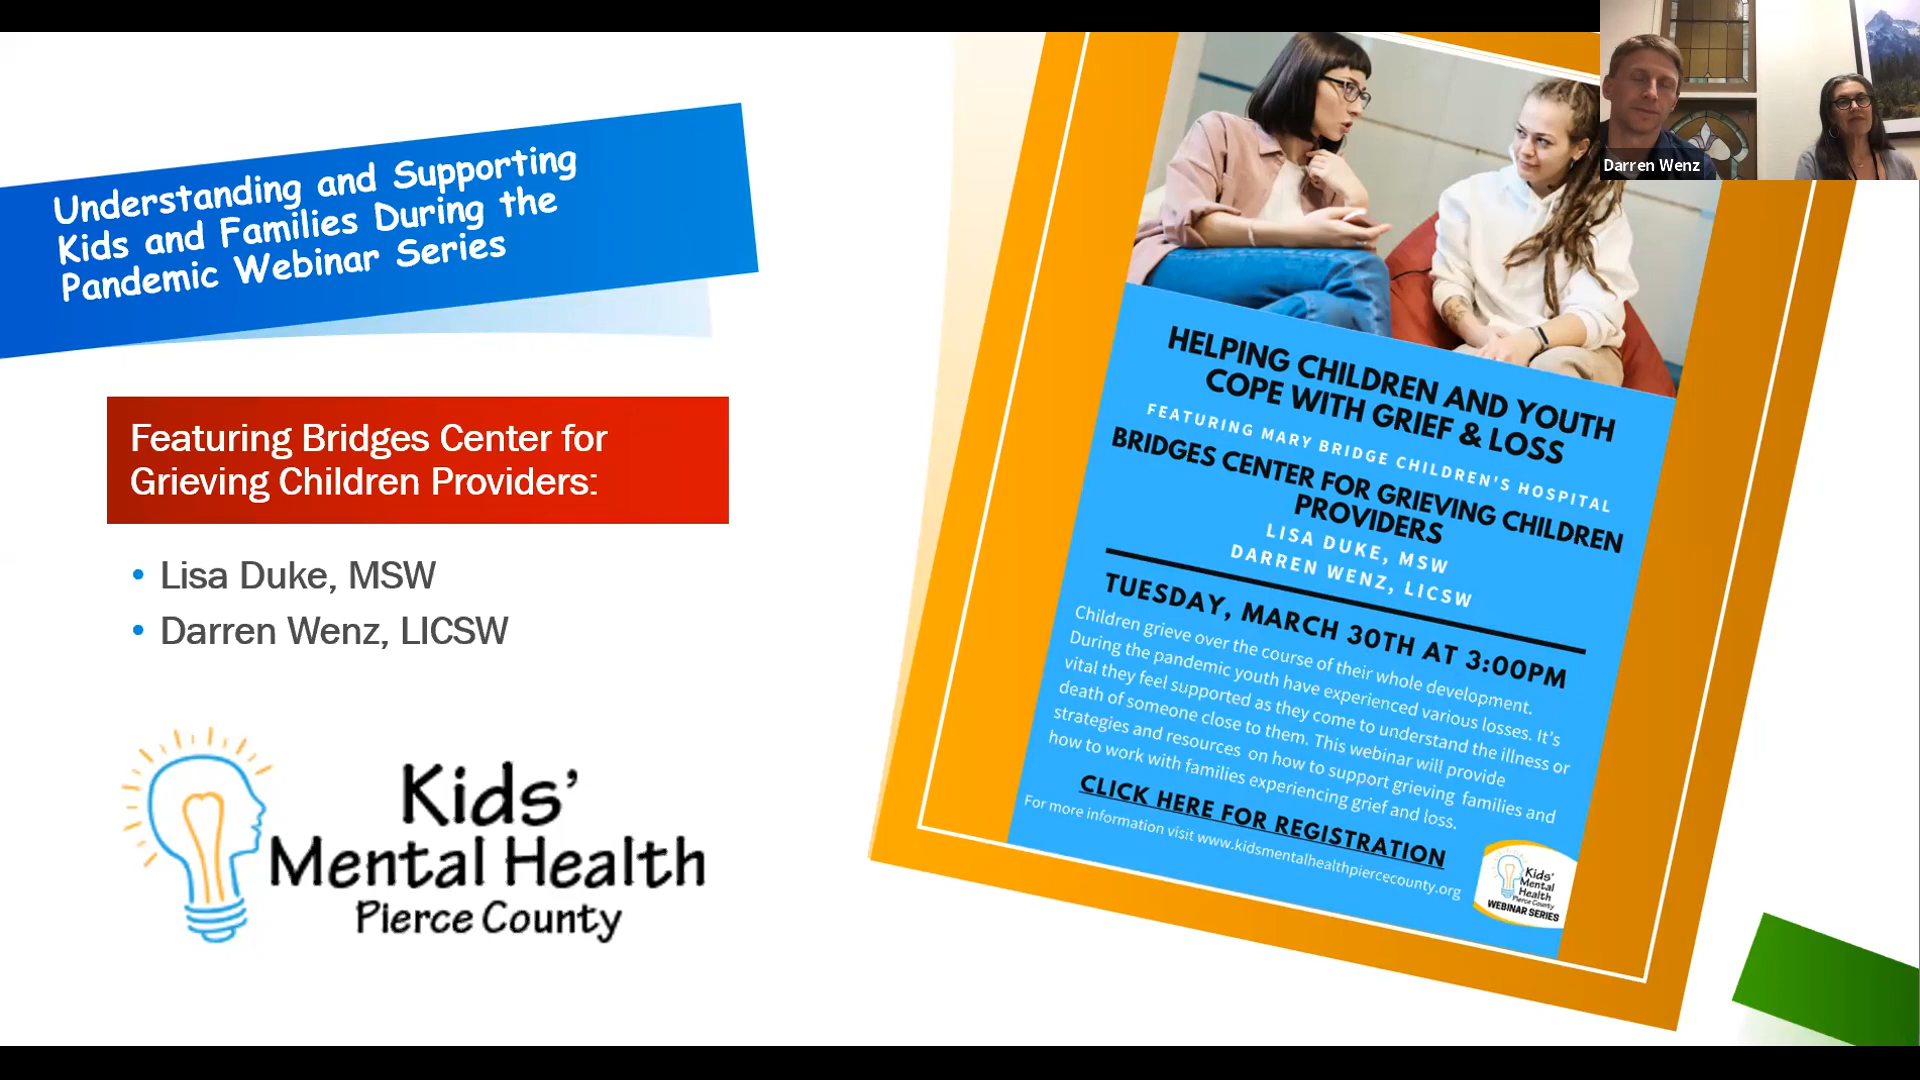 Understanding and Supporting
Kids and Families During the
Pandemic Webinar Series
Featuring Bridges Center for
Grieving Children Providers:
• Lisa Duke, MSW
• Darren Wenz, LICSW
Kids'
Mental Health
Pierce County
HELPING CHILDREN AND YOUTH
COPE WITH GRIEF & LOSS
FEATURING MARY BRIDGE CHILDREN'S HOSPITAL
BRIDGES CENTER FOR GRIEVING CHILDREN
PROVIDERS
LISA DUKE, MSW
DARREN WENZ, LICSW
TUESDAY, MARCH 30TH AT 3:00PM
Children grieve over the course of their whole development.
During the pandemic youth have experienced various losses. It's
vital they feel supported as they come to understand the illness or
death of someone close to them. This webinar will provide
strategies and resources on how to support grieving families and
how to work with families experiencing grief and loss.
CLICK HERE FOR REGISTRATION
For more information visit www.kidsmentalhealthpiercecounty.org
Kids'
Mental
Health
Pierce County
WEBINAR SERIES
Darren Wenz